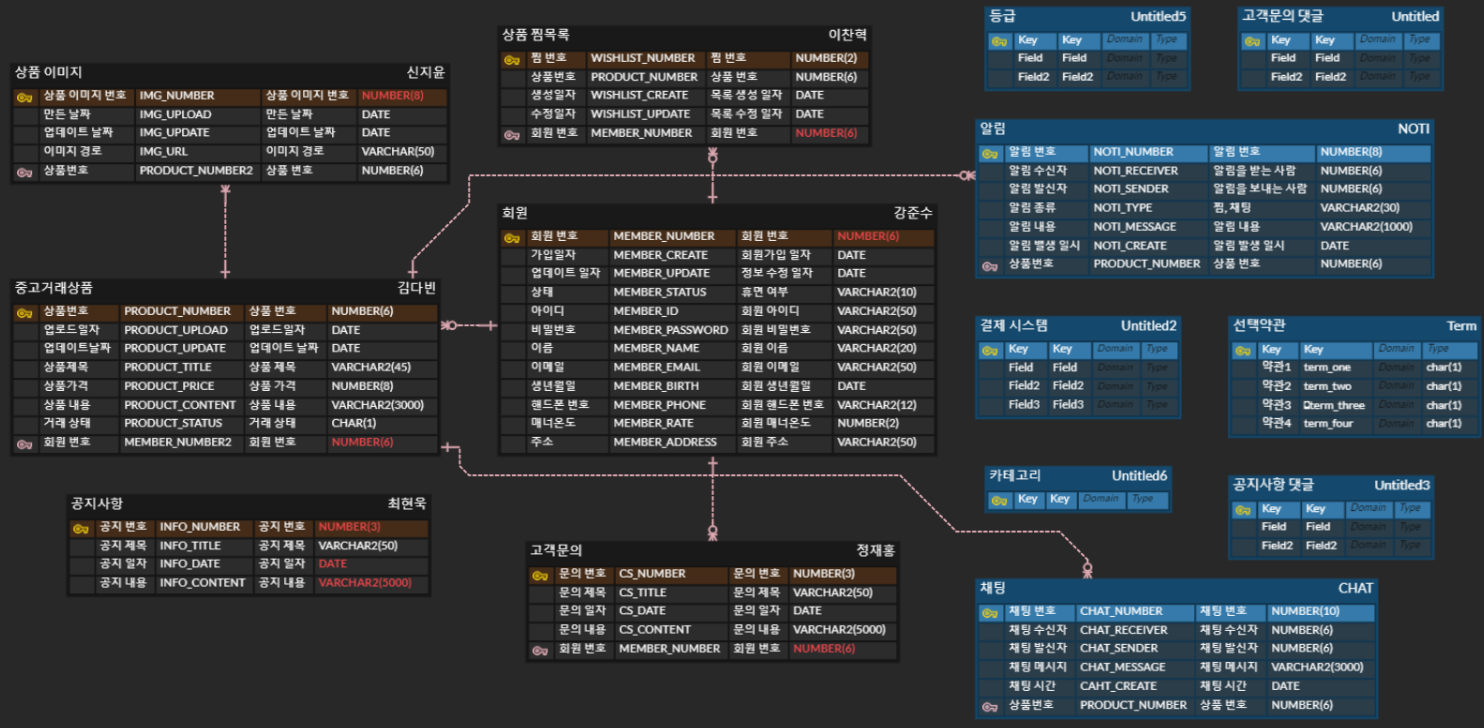 상품 이미지 신지윤
상품 이미지 번호 IMG_NUMBER 상품 이미지 번호 NUMBER(8)
만든 날짜 IMG_UPLOAD 만든 날짜 DATE
업데이트 날짜 IMG_UPDATE 업데이트 날짜 DATE
이미지 경로 IMG_URL 이미지 경로 VARCHAR(50)
상품번호 PRODUCT_NUMBER2 상품 번호 NUMBER(6)
상품 찜목록 이찬혁
찜 번호 WISHLIST_NUMBER 찜 번호 NUMBER(2)
상품번호 PRODUCT_NUMBER 상품 번호 NUMBER(6)
생성일자 WISHLIST_CREATE 목록 생성 일자 DATE
수정일자 WISHLIST_UPDATE 목록 수정 일자 DATE
회원 번호 MEMBER_NUMBER 회원 번호 NUMBER(6)
등급 Untitled5
Key Key Domain Type
Field Field Domain Type
Field2 Field2 Domain Type
고객문의 댓글 Untitled
Key Key Domain Type
Field Field Domain Type
Field2 Field2 Domain Type
알림 NOTI
알림 번호 NOTI_NUMBER 알림 번호 NUMBER(8)
알림 수신자 NOTI_RECEIVER 알림을 받는 사람 NUMBER(6)
알림 발신자 NOTI_SENDER 알림을 보내는 사람 NUMBER(6)
알림 종류 NOTI_TYPE 찜, 채팅 VARCHAR2(30)
알림 내용 NOTI_MESSAGE 알림 내용 VARCHAR2(1000)
알림 밸생 일시 NOTI_CREATE 알림 발생 일시 DATE
상품번호 PRODUCT_NUMBER 상품 번호 NUMBER(6)
회원 강준수
회원 번호 MEMBER_NUMBER 회원 번호 NUMBER(6)
가입일자 MEMBER_CREATE 회원가입 일자 DATE
업데이트 일자 MEMBER_UPDATE 정보 수정 일자 DATE
상태 MEMBER_STATUS 휴면 여부 VARCHAR2(10)
아이디 MEMBER_ID 회원 아이디 VARCHAR2(50)
비밀번호 MEMBER_PASSWORD 회원 비밀번호 VARCHAR2(50)
이름 MEMBER_NAME 회원 이름 VARCHAR2(20)
이메일 MEMBER_EMAIL 회원 이메일 VARCHAR2(50)
생년월일 MEMBER_BIRTH 회원 생년월일 DATE
핸드폰 번호 MEMBER_PHONE 회원 핸드폰 번호 VARCHAR2(12)
매너온도 MEMBER_RATE 회원 매너온도 NUMBER(2)
주소 MEMBER_ADDRESS 회원 주소 VARCHAR2(50)
중고거래상품 김다빈
상품번호 PRODUCT_NUMBER 상품 번호 NUMBER(6)
업로드일자 PRODUCT_UPLOAD 업로드일자 DATE
업데이트날짜 PRODUCT_UPDATE 업데이트 날짜 DATE
상품제목 PRODUCT_TITLE 상품 제목 VARCHAR2(45)
상품가격 PRODUCT_PRICE 상품 가격 NUMBER(8)
상품 내용 PRODUCT_CONTENT 상품 내용 VARCHAR2(3000)
거래 상태 PRODUCT_STATUS 거래 상태 CHAR(1)
회원 번호 MEMBER_NUMBER2 회원 번호 NUMBER(6)
결제 시스템 Untitled2
Key Key Domain Type
Field Field Domain Type
Field2 Field2 Domain Type
Field3 Field3 Domain Type
선택약관 Term
Key Key Domain Type
약관1 term_one Domain char(1)
약관2 term_two Domain char(1)
약관3 term_three Domain char(1)
약관4 term_four Domain char(1)
카테고리 Untitled6
Key Key Domain Type
공지사항 댓글 Untitled3
Key Key Domain Type
Field Field Domain Type
Field2 Field2 Domain Type
공지사항 최현욱
공지 번호 INFO_NUMBER 공지 번호 NUMBER(3)
공지 제목 INFO_TITLE 공지 제목 VARCHAR2(50)
공지 일자 INFO_DATE 공지 일자 DATE
공지 내용 INFO_CONTENT 공지 내용 VARCHAR2(5000)
고객문의 정재홍
문의 번호 CS_NUMBER 문의 번호 NUMBER(3)
문의 제목 CS_TITLE 문의 제목 VARCHAR2(50)
문의 일자 CS_DATE 문의 일자 DATE
문의 내용 CS_CONTENT 문의 내용 VARCHAR2(5000)
회원 번호 MEMBER_NUMBER 회원 번호 NUMBER(6)
채팅 CHAT
채팅 번호 CHAT_NUMBER 채팅 번호 NUMBER(10)
채팅 수신자 CHAT_RECEIVER 채팅 수신자 NUMBER(6)
채팅 발신자 CHAT_SENDER 채팅 발신자 NUMBER(6)
채팅 메시지 CHAT_MESSAGE 채팅 메시지 VARCHAR2(3000)
채팅 시간 CAHT_CREATE 채팅 시간 DATE
상품번호 PRODUCT_NUMBER 상품 번호 NUMBER(6)